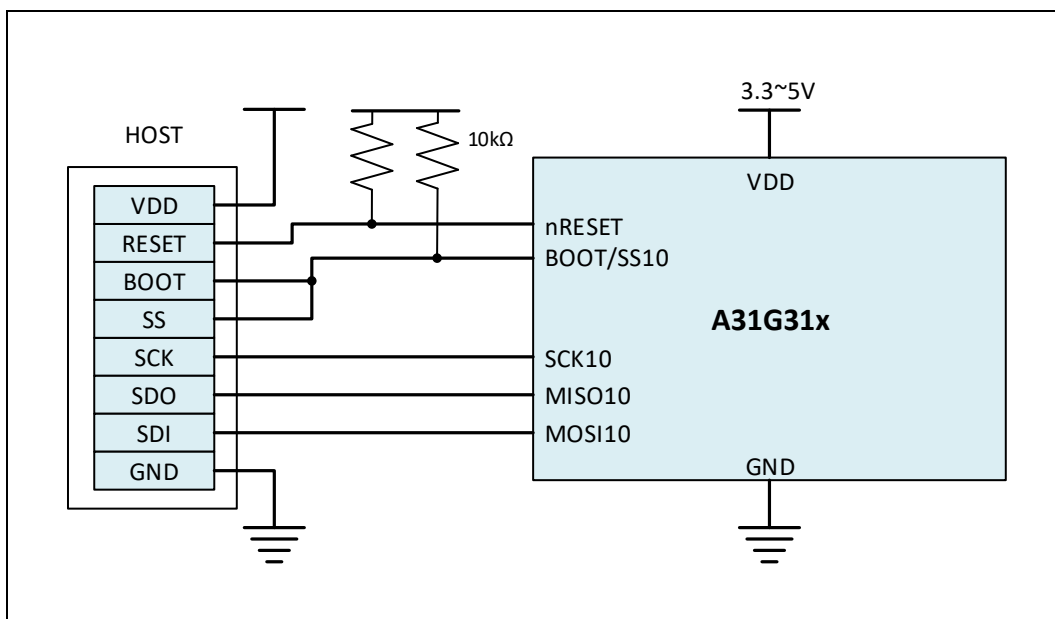 3.3~5V
HOST
10kΩ
VDD
VDD
RESET
nRESET
BOOT
BOOT/SS10
SS
A31G31x
SCK
SCK10
SDO
MISO10
SDI
MOSI10
GND
GND